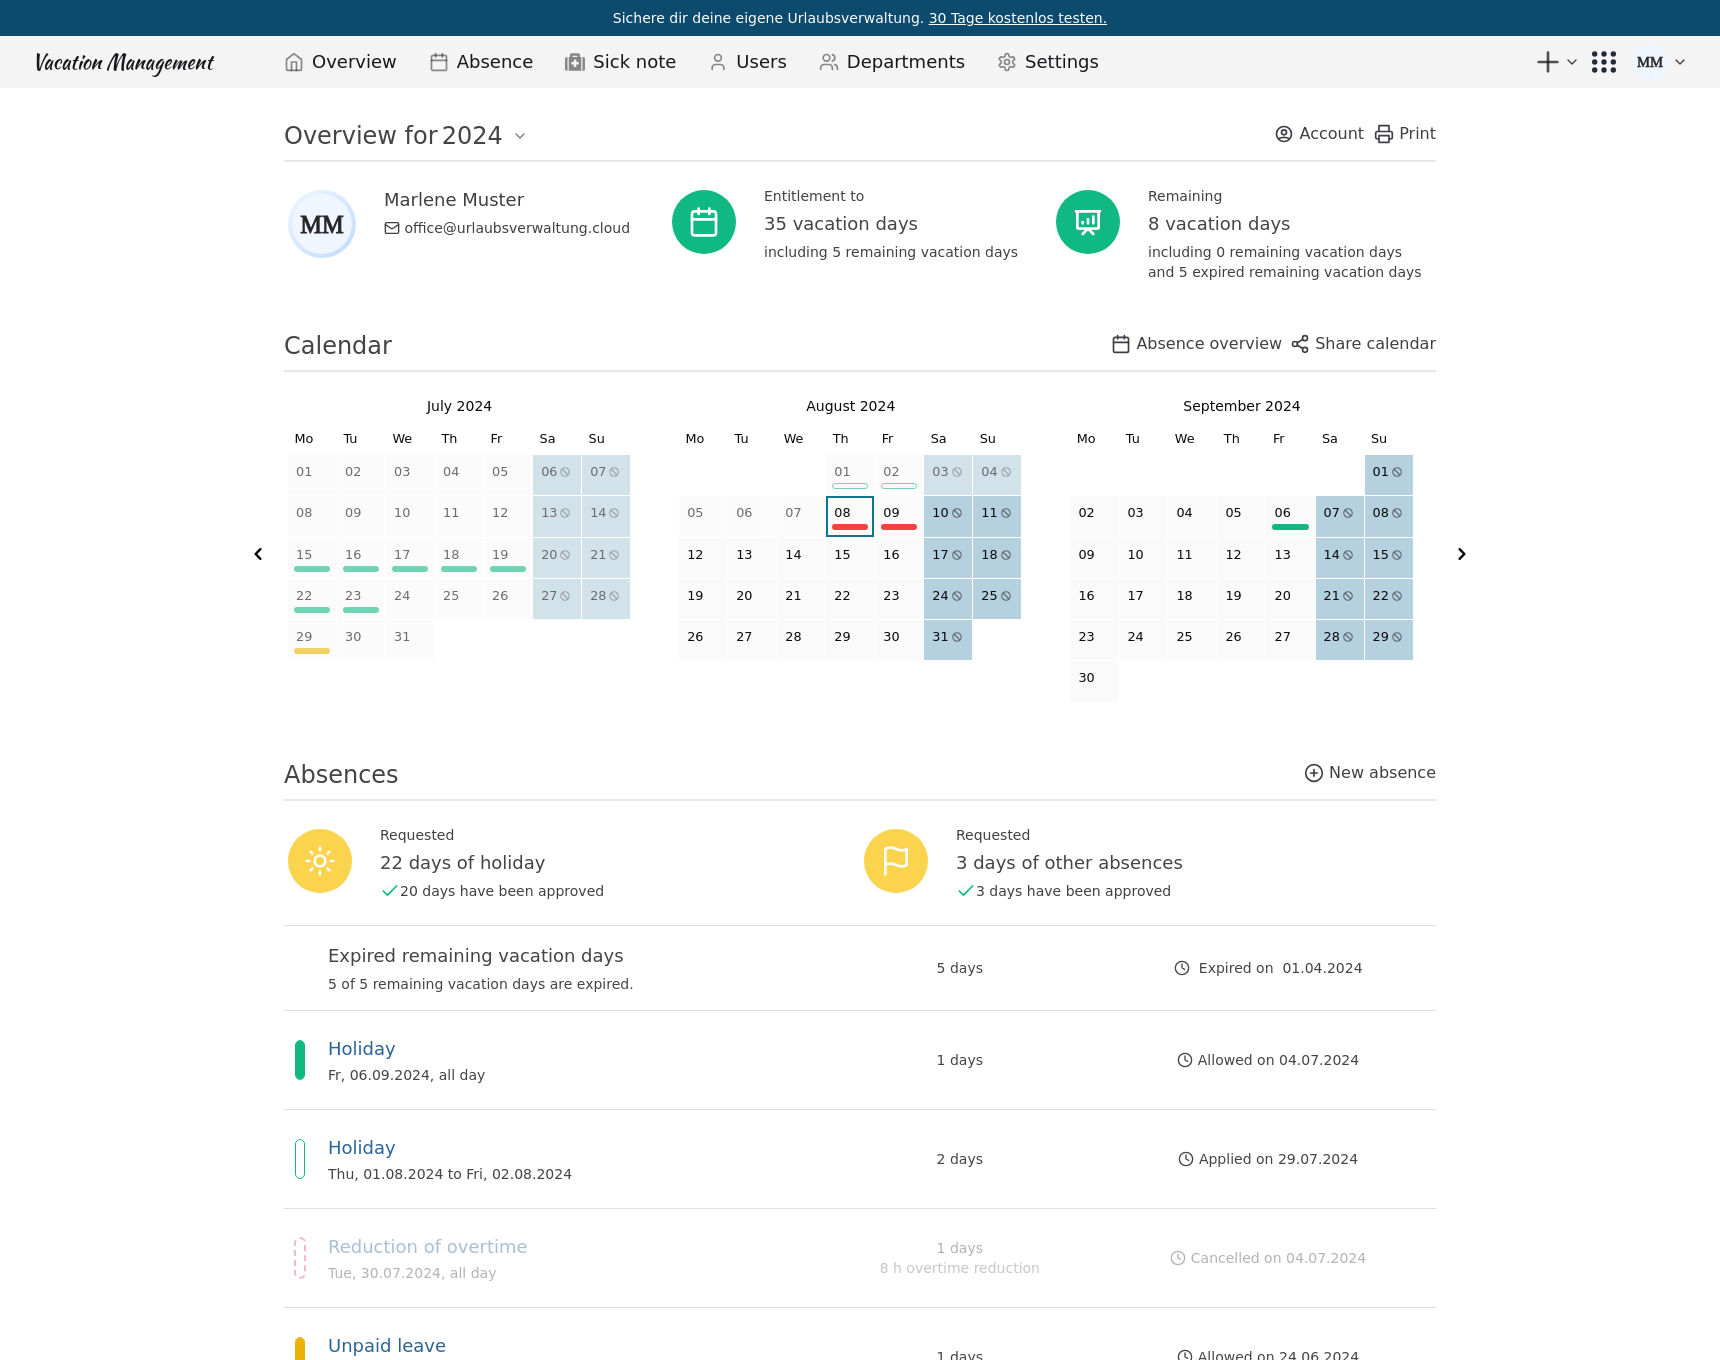 Sichere dir deine eigene Urlaubsverwaltung. 30 Tage kostenlos testen.
Vacation Management Overview Absence Sick note Users Departments Settings MM
Overview for 2024 Account Print
MM
Marlene Muster
office@urlaubsverwaltung.cloud
Entitlement to
35 vacation days
including 5 remaining vacation days
Remaining
8 vacation days
including 0 remaining vacation days
and 5 expired remaining vacation days
Calendar Absence overview Share calendar
July 2024
Mo Tu We Th Fr Sa Su
01 02 03 04 05 06 07
08 09 10 11 12 13 14
15 16 17 18 19 20 21
22 23 24 25 26 27 28
29 30 31
August 2024
Mo Tu We Th Fr Sa Su
01 02 03 04
05 06 07 08 09 10 11
12 13 14 15 16 17 18
19 20 21 22 23 24 25
26 27 28 29 30 31
September 2024
Mo Tu We Th Fr Sa Su
01
02 03 04 05 06 07 08
09 10 11 12 13 14 15
16 17 18 19 20 21 22
23 24 25 26 27 28 29
30
Absences New absence
Requested
22 days of holiday
20 days have been approved
Requested
3 days of other absences
3 days have been approved
Expired remaining vacation days
5 of 5 remaining vacation days are expired.
5 days
Expired on 01.04.2024
Holiday
Fr, 06.09.2024, all day
1 days
Allowed on 04.07.2024
Holiday
Thu, 01.08.2024 to Fri, 02.08.2024
2 days
Applied on 29.07.2024
Reduction of overtime
Tue, 30.07.2024, all day
1 days
8 h overtime reduction
Cancelled on 04.07.2024
Unpaid leave
1 days
Allowed on 24.06.2024